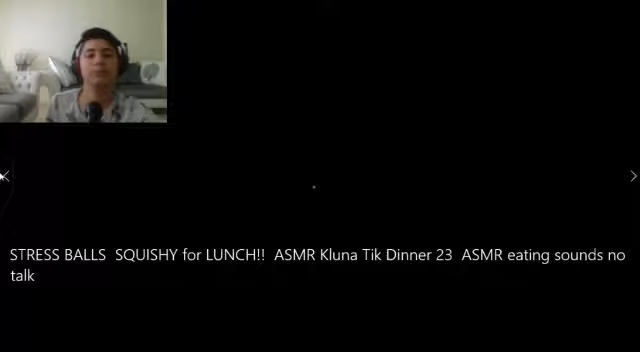 STRESS BALLS  SQUISHY for LUNCH!!  ASMR Kluna Tik Dinner 23  ASMR eating sounds no
talk